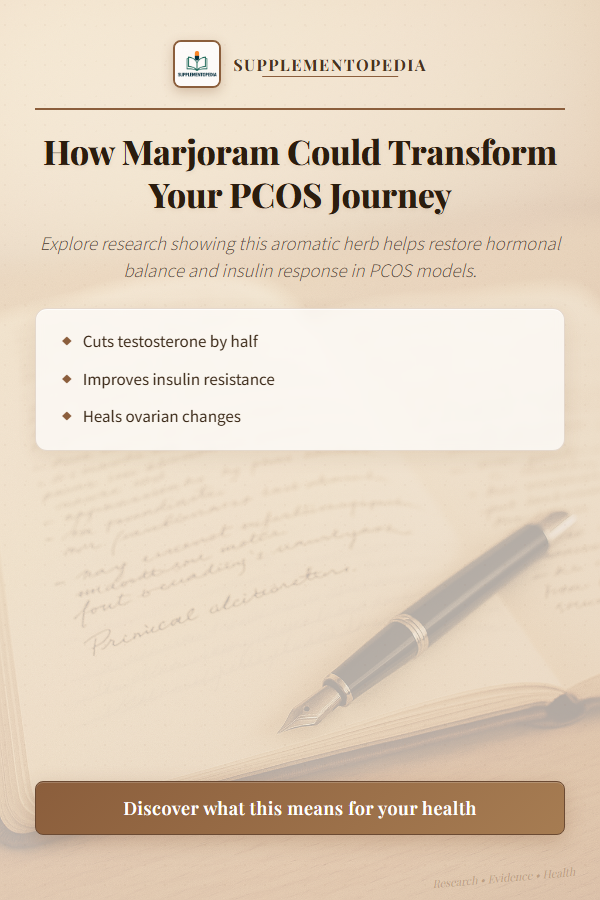 SUPPLEMENTOPEDIA
SUPPLEMENTOPEDIA
How Marjoram Could Transform
Your PCOS Journey
Explore research showing this aromatic herb helps restore hormonal
balance and insulin response in PCOS models.
Cuts testosterone by half
Improves insulin resistance
Heals ovarian changes
Discover what this means for your health
Research • Evidence • Health